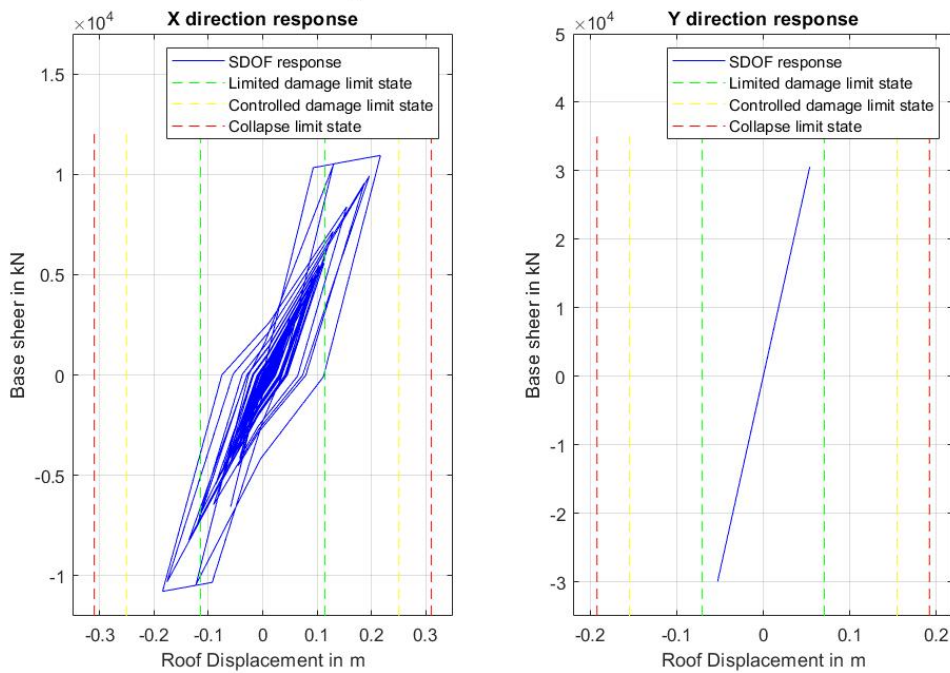 X direction response
×10⁴
SDOF response
Limited damage limit state
Controlled damage limit state
Collapse limit state
1.5
1
0.5
0
-0.5
-1
Base sheer in kN
-0.3
-0.2
-0.1
0
0.1
0.2
0.3
Roof Displacement in m
Y direction response
×10⁴
SDOF response
Limited damage limit state
Controlled damage limit state
Collapse limit state
5
4
3
2
1
0
-1
-2
-3
Base sheer in kN
-0.2
-0.1
0
0.1
0.2
Roof Displacement in m